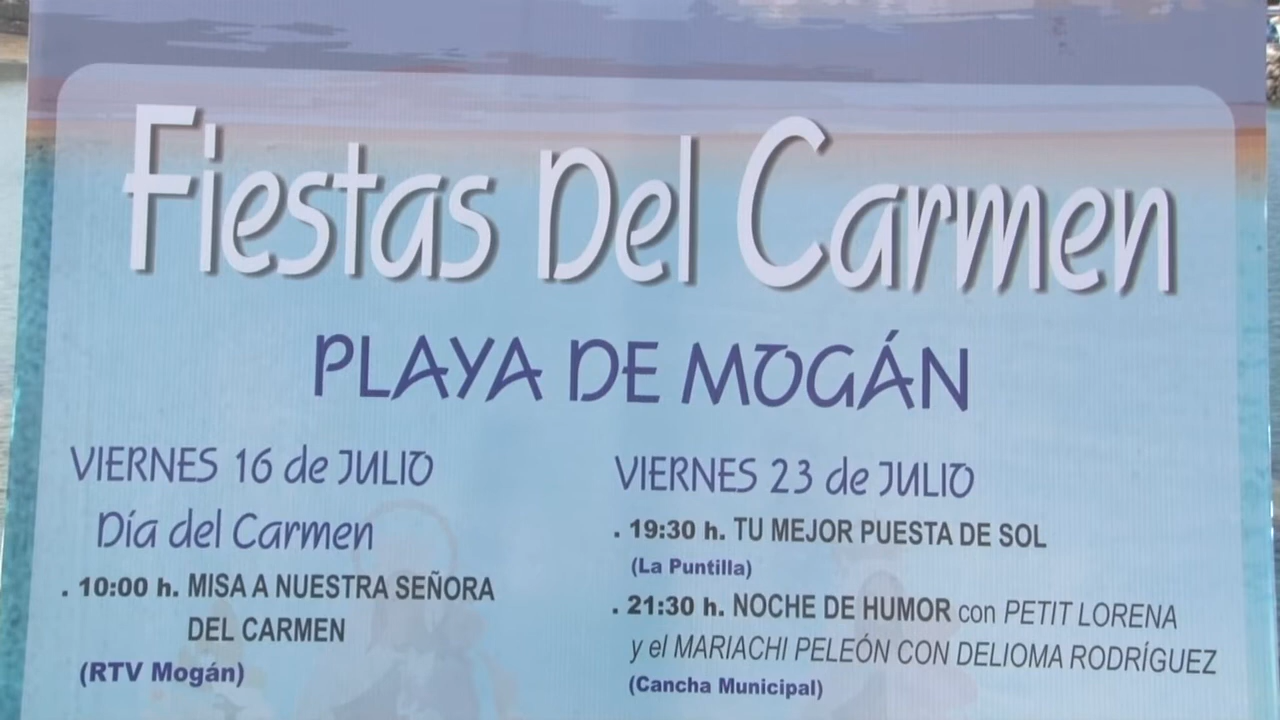 Fiestas Del Carmen
PLAYA DE MOGÁN
VIERNES 16 de JULIO
Día del Carmen
. 10:00 h. MISA A NUESTRA SEÑORA
DEL CARMEN
(RTV Mogán)
VIERNES 23 de JULIO
. 19:30 h. TU MEJOR PUESTA DE SOL
(La Puntilla)
. 21:30 h. NOCHE DE HUMOR con PETIT LORENA
y el MARIACHI PELEÓN CON DELIOMA RODRÍGUEZ
(Cancha Municipal)